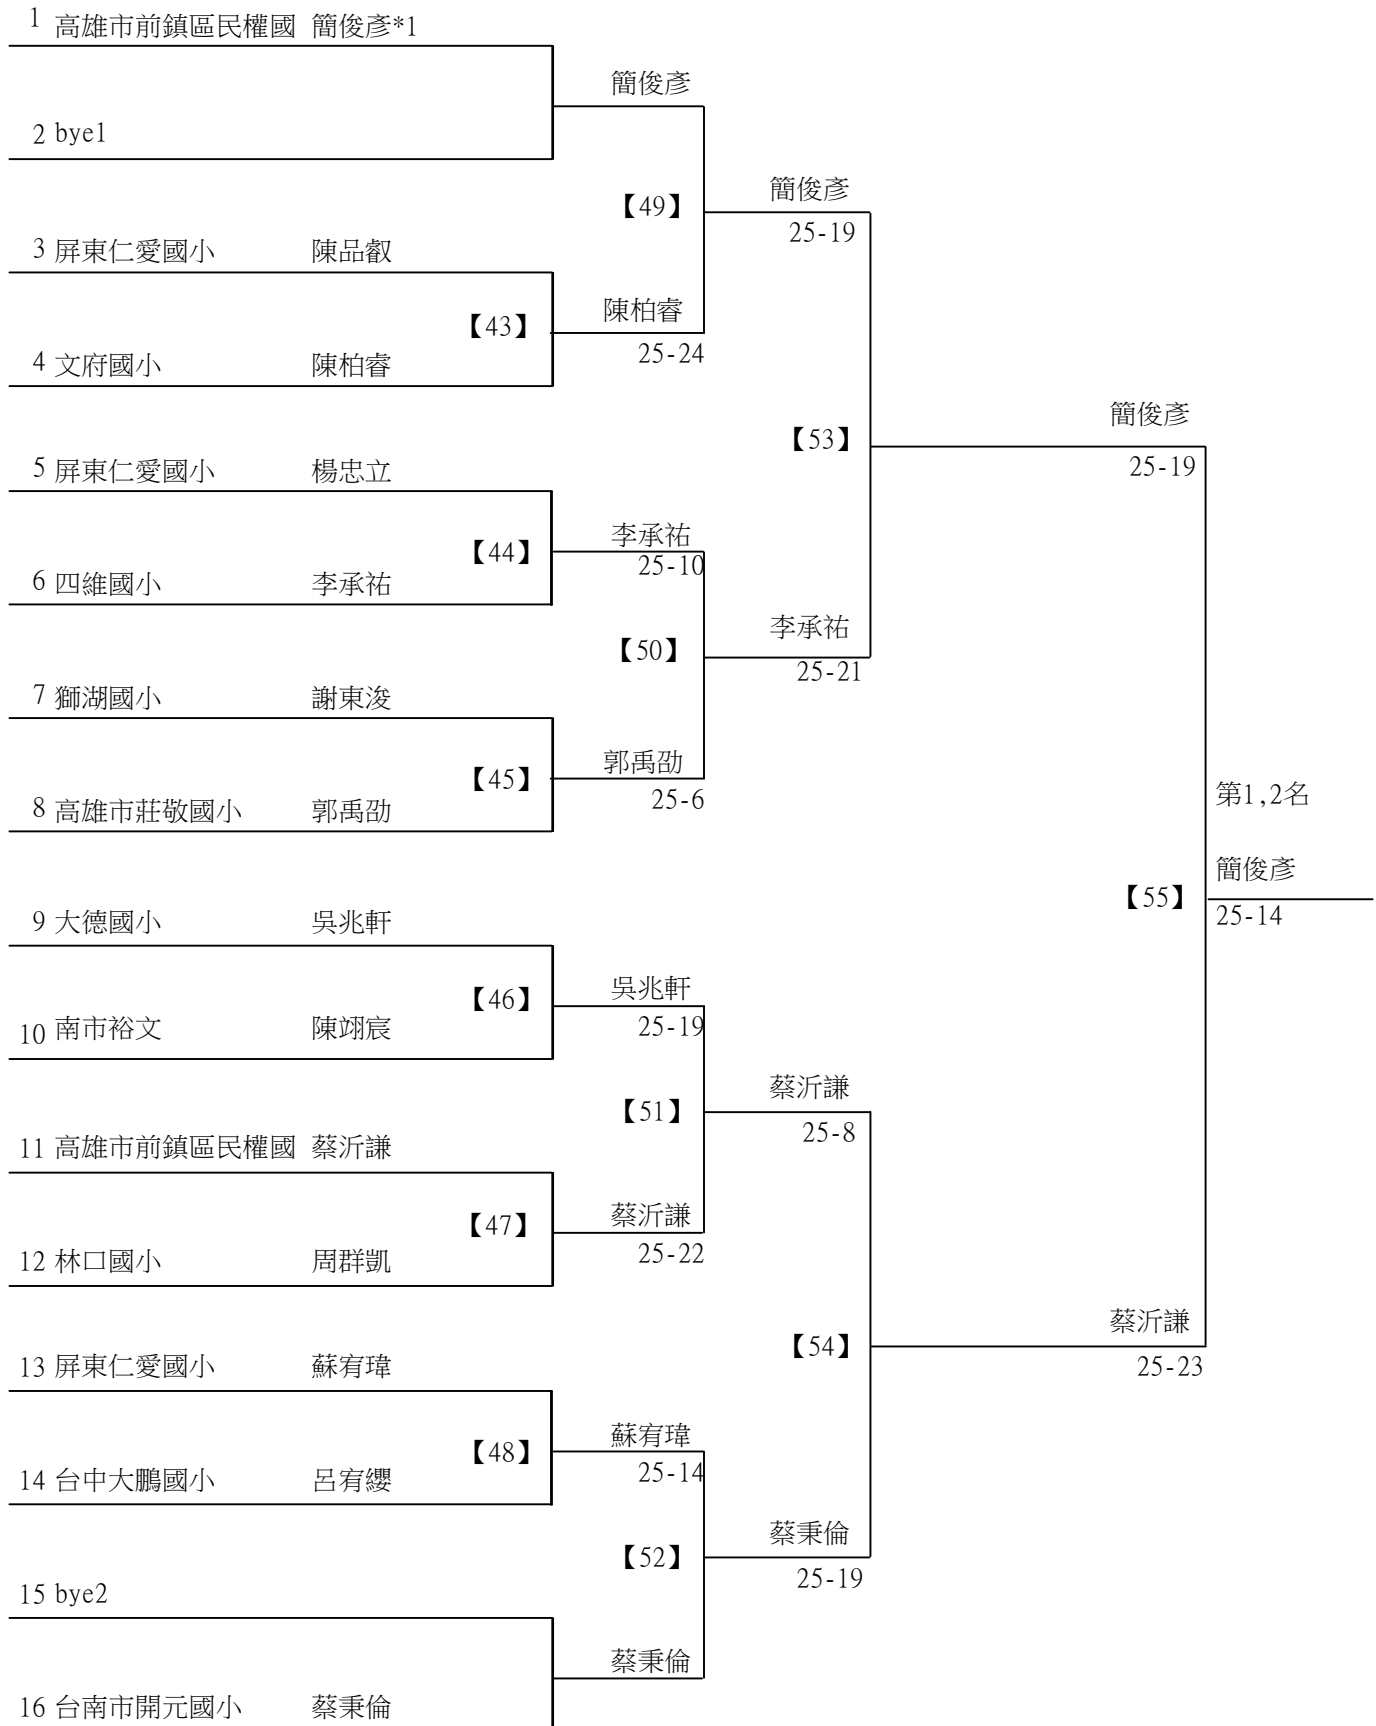 1 高雄市前鎮區民權國 簡俊彥*1
簡俊彥
2 bye1
簡俊彥
【49】
25-19
3 屏東仁愛國小 陳品叡
陳柏睿
【43】
25-24
4 文府國小 陳柏睿
簡俊彥
【53】
25-19
5 屏東仁愛國小 楊忠立
李承祐
【44】
25-10
6 四維國小 李承祐
李承祐
【50】
25-21
7 獅湖國小 謝東浚
郭禹劭
【45】
25-6
8 高雄市莊敬國小 郭禹劭
第1,2名
簡俊彥
【55】
25-14
9 大德國小 吳兆軒
吳兆軒
【46】
25-19
10 南市裕文 陳翊宸
蔡沂謙
【51】
25-8
11 高雄市前鎮區民權國 蔡沂謙
蔡沂謙
【47】
25-22
12 林口國小 周群凱
蔡沂謙
【54】
25-23
13 屏東仁愛國小 蘇宥瑋
蘇宥瑋
【48】
25-14
14 台中大鵬國小 呂宥纓
蔡秉倫
【52】
25-19
15 bye2
蔡秉倫
16 台南市開元國小 蔡秉倫